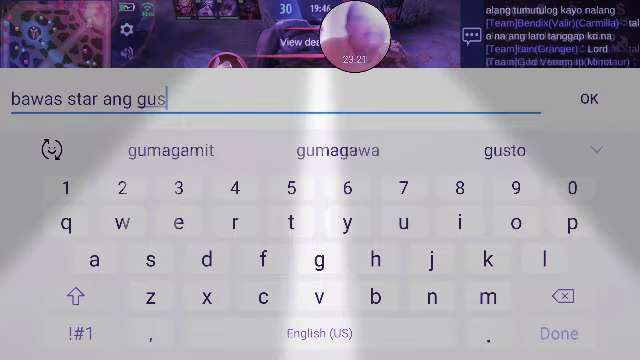 30 19:46
View dea
23.21
alang tumutulog kayo nalang
[Team]Bendix(Valir)(Carmilla): tal
o na ang laro tanggap ko na
[Team]rain(Granger): Lord
bawas star ang gus
OK
gumagamit gumagawa gusto
1 2 3 4 5 6 7 8 9 0
q w e r t y u i o p
a s d f g h j k l
z x c v b n m
!#1 , English (US) . Done